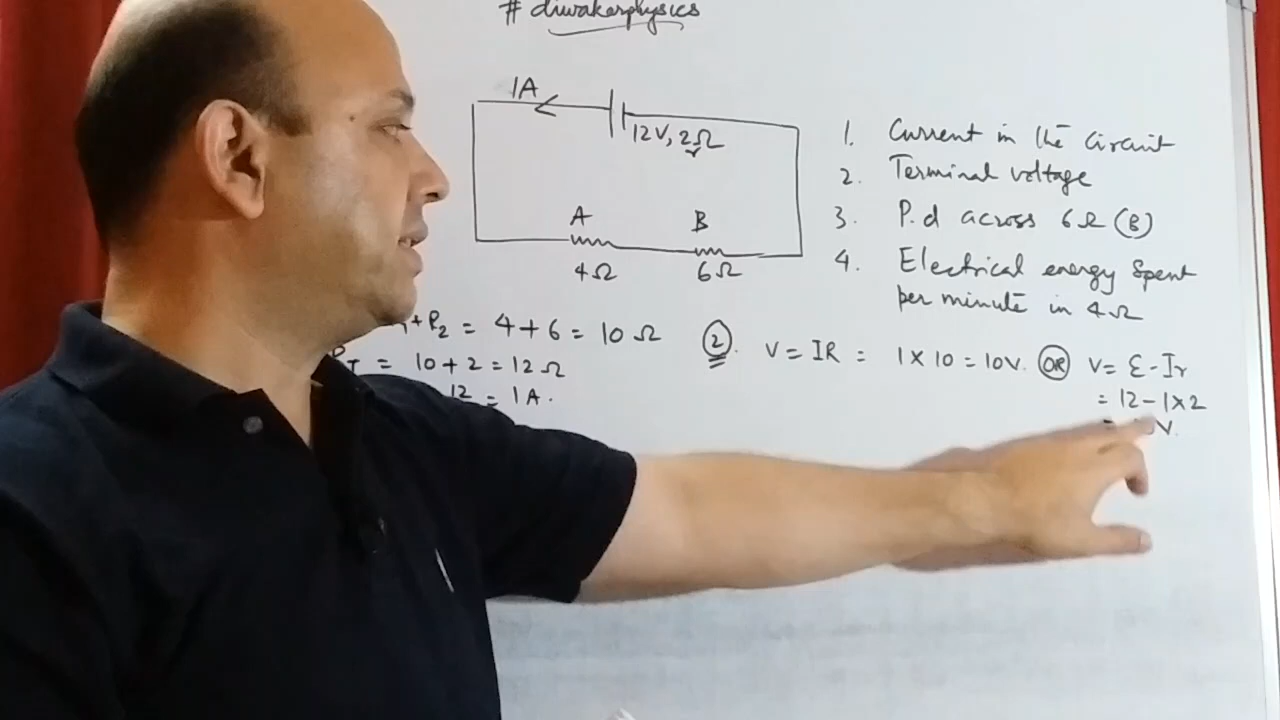 # diwakerphysics
1A
12V, 2Ω
r
A B
4Ω 6Ω
1. Current in the Circuit
2. Terminal voltage
3. P.d across 6Ω (B)
4. Electrical energy Spent
per minute in 4Ω
+R₂ = 4+6 = 10 Ω
= 10+2 = 12Ω
12 = 1A.
2. V = IR = 1×10 = 10V. OR V = Ɛ - Ir
= 12 - 1×2
V.